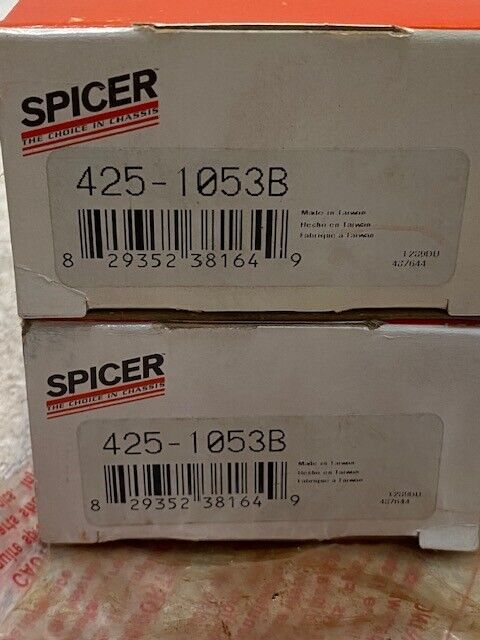 SPICER
THE CHOICE IN CHASSIS
425-1053B
Made in Taiwan
Hecho en Taiwan
Fabrique a Taiwan
8 29352 38164 9
437644
SPICER
THE CHOICE IN CHASSIS
425-1053B
Made in Taiwan
Hecho en Taiwan
Fabrique a Taiwan
8 29352 38164 9
437644